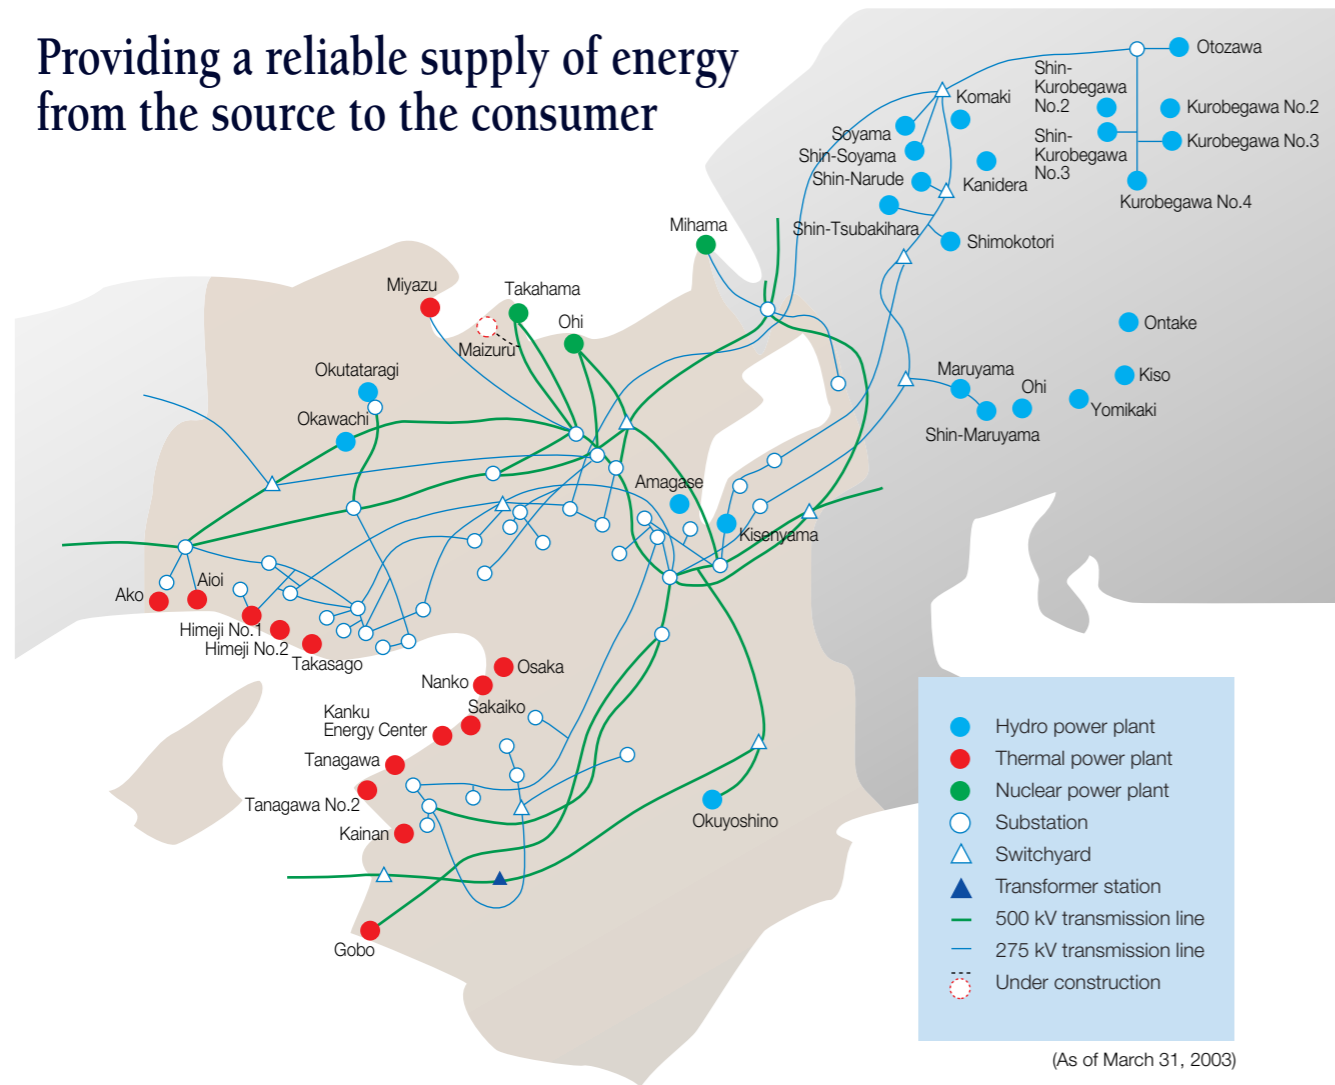 Providing a reliable supply of energy
from the source to the consumer
Otozawa
Shin-
Kurobegawa
No.2
Kurobegawa No.2
Shin-
Kurobegawa
No.3
Kurobegawa No.3
Kurobegawa No.4
Komaki
Soyama
Shin-Soyama
Shin-Narude
Kanidera
Shin-Tsubakihara
Shimokotori
Mihama
Miyazu
Takahama
Ohi
Maizuru
Okutataragi
Okawachi
Ontake
Kiso
Maruyama
Ohi
Yomikaki
Shin-Maruyama
Amagase
Kisenyama
Ako
Aioi
Himeji No.1
Himeji No.2
Takasago
Osaka
Nanko
Sakaiko
Kanku
Energy Center
Tanagawa
Tanagawa No.2
Kainan
Okuyoshino
Gobo
Hydro power plant
Thermal power plant
Nuclear power plant
Substation
Switchyard
Transformer station
500 kV transmission line
275 kV transmission line
Under construction
(As of March 31, 2003)